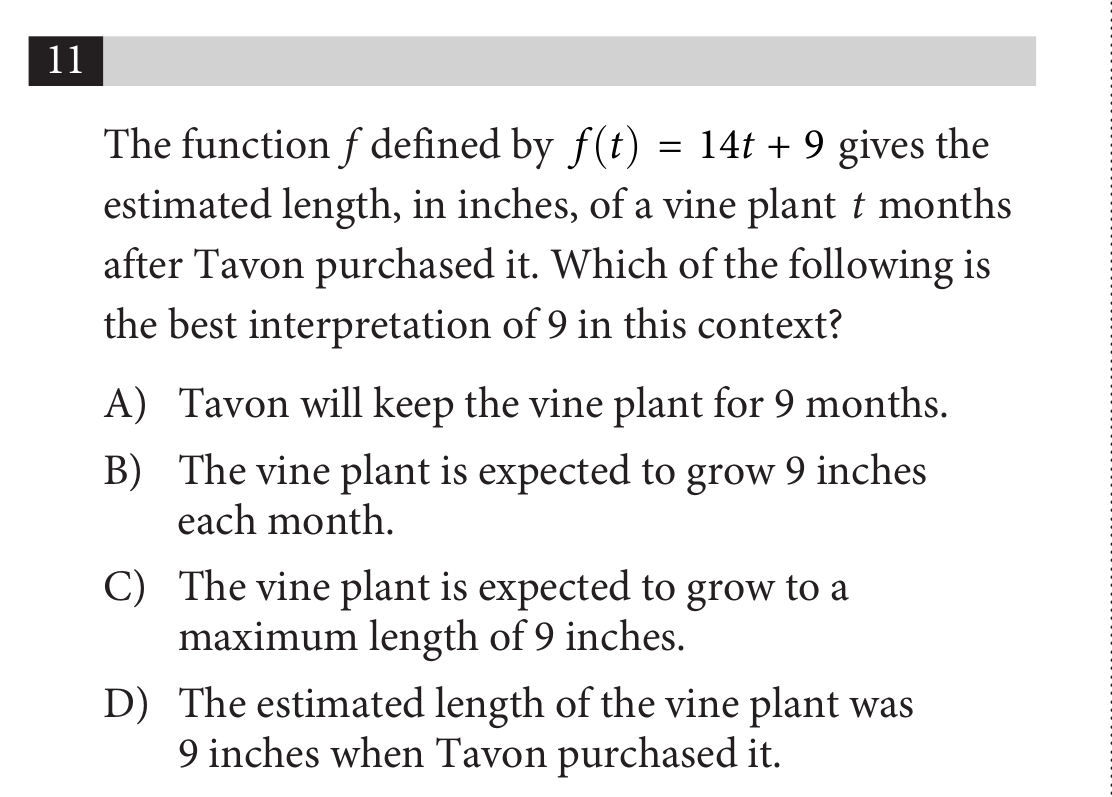 11
The function f defined by f(t) = 14t + 9 gives the
estimated length, in inches, of a vine plant t months
after Tavon purchased it. Which of the following is
the best interpretation of 9 in this context?
A) Tavon will keep the vine plant for 9 months.
B) The vine plant is expected to grow 9 inches
each month.
C) The vine plant is expected to grow to a
maximum length of 9 inches.
D) The estimated length of the vine plant was
9 inches when Tavon purchased it.